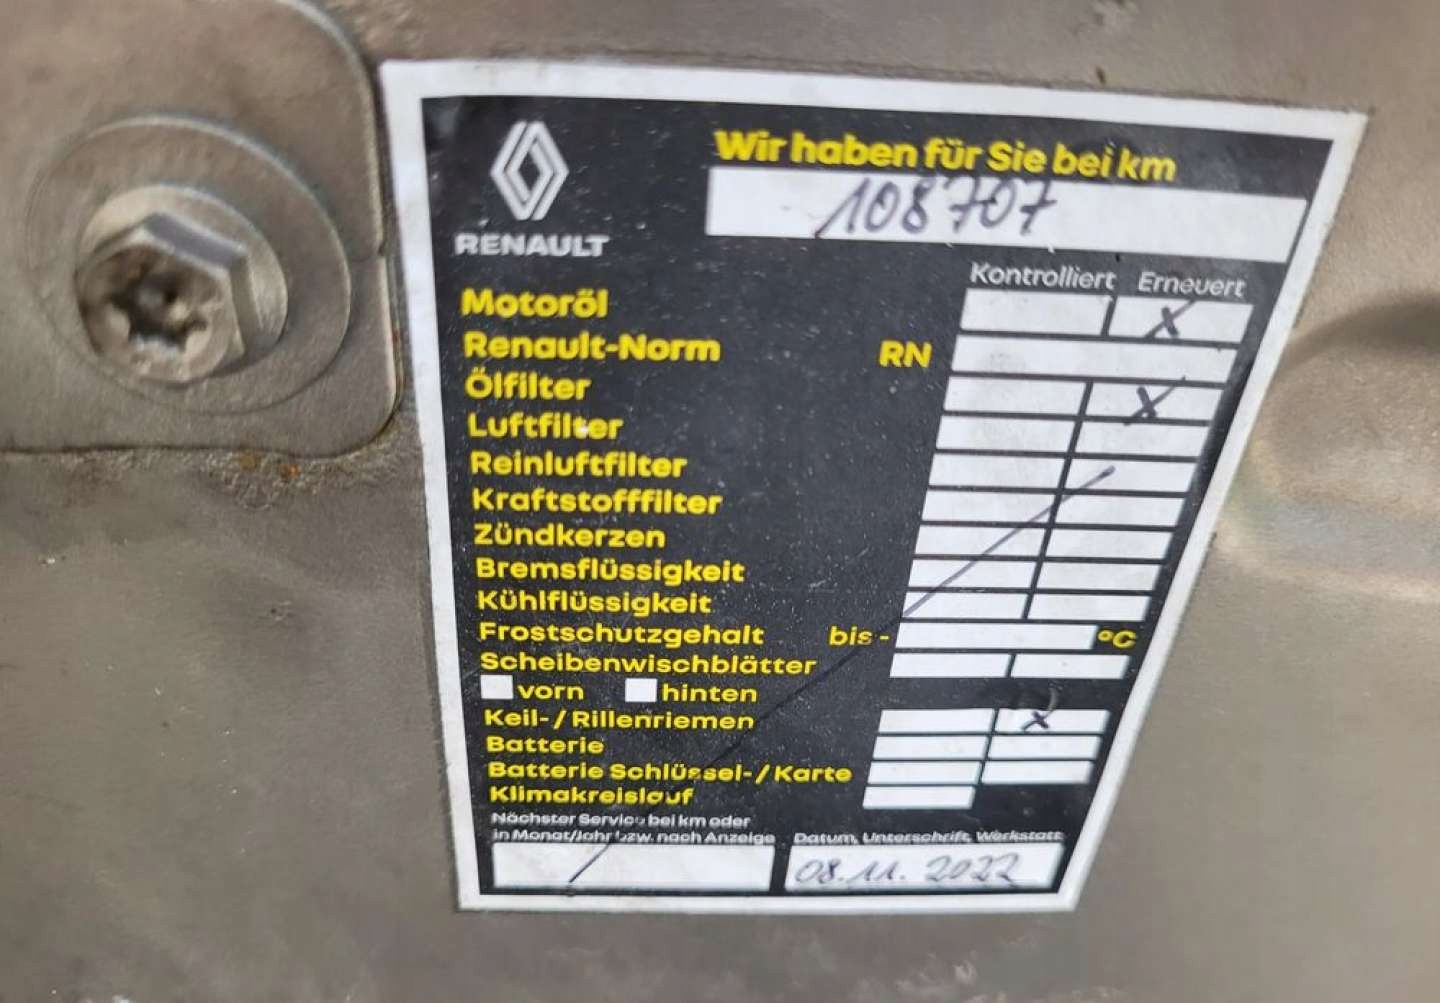 Wir haben für Sie bei km
108707
RENAULT
Kontrolliert Erneuert
Motoröl X
Renault-Norm RN
Ölfilter X
Luftfilter
Reinluftfilter
Kraftstofffilter
Zündkerzen
Bremsflüssigkeit
Kühlflüssigkeit
Frostschutzgehalt bis - °C
Scheibenwischblätter
vorn hinten
Keil-/Rillenriemen x
Batterie
Batterie Schlüssel-/Karte
Klimakreislauf
Nächster Service bei km oder
in Monat/Jahr bzw. nach Anzeige
Datum, Unterschrift, Werkstatt
08.11.2022